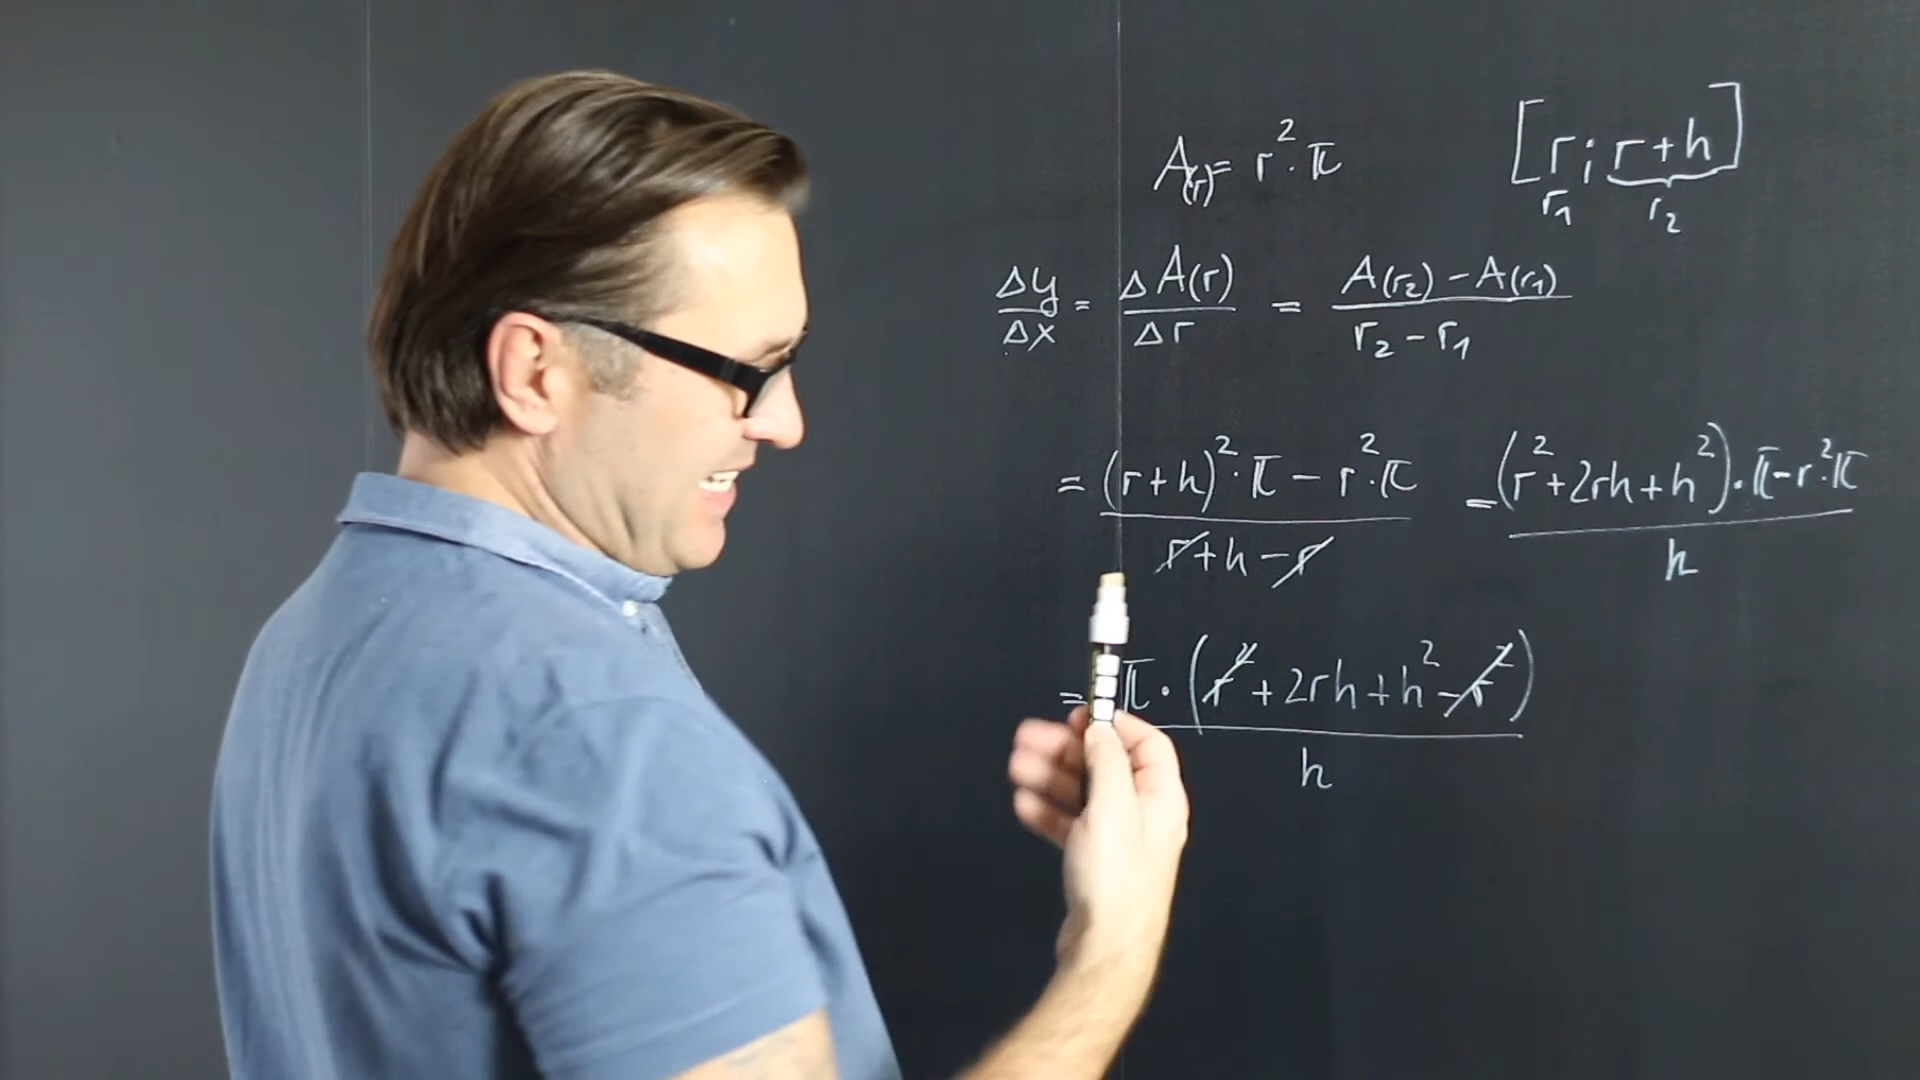 A(r) = r²·π [r; r+h]
r₁ r₂
Δy/Δx = ΔA(r)/Δr = (A(r₂) − A(r₁))/(r₂ − r₁)
= ((r+h)²·π − r²·π)/(r+h−r) = ((r²+2rh+h²)·π−r²·π)/h
= π·(r²+2rh+h²−r²)/h